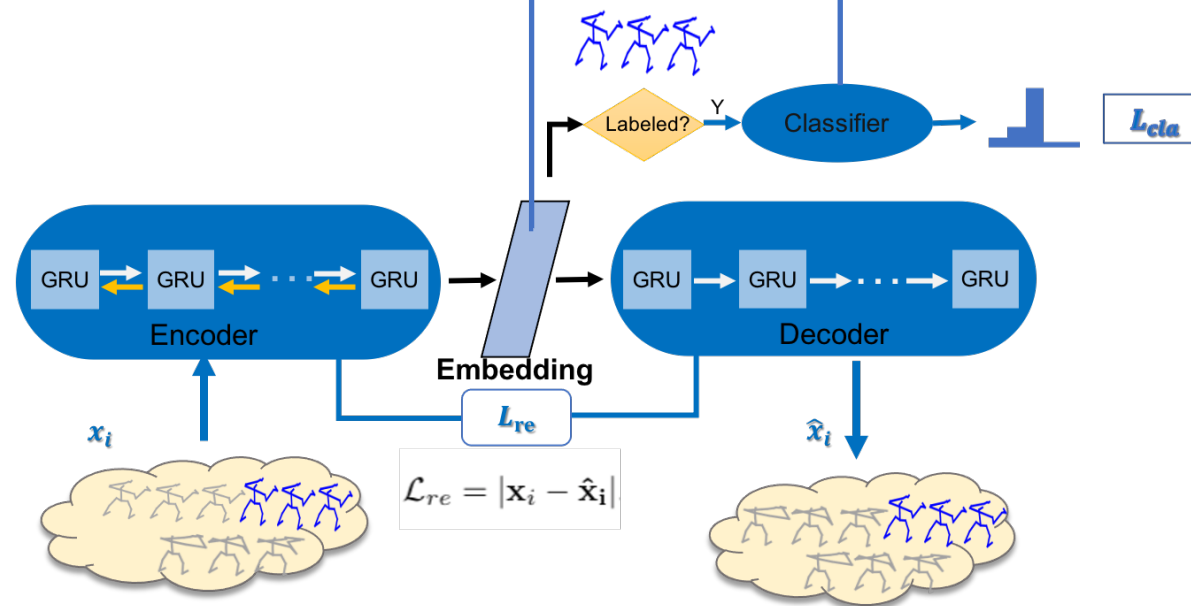 Labeled?
Y
Classifier
L_cla
GRU GRU ... GRU
Encoder
Embedding
GRU GRU .... GRU
Decoder
L_re
x_i
x̂_i
ℒ_re = |x_i − x̂_i|